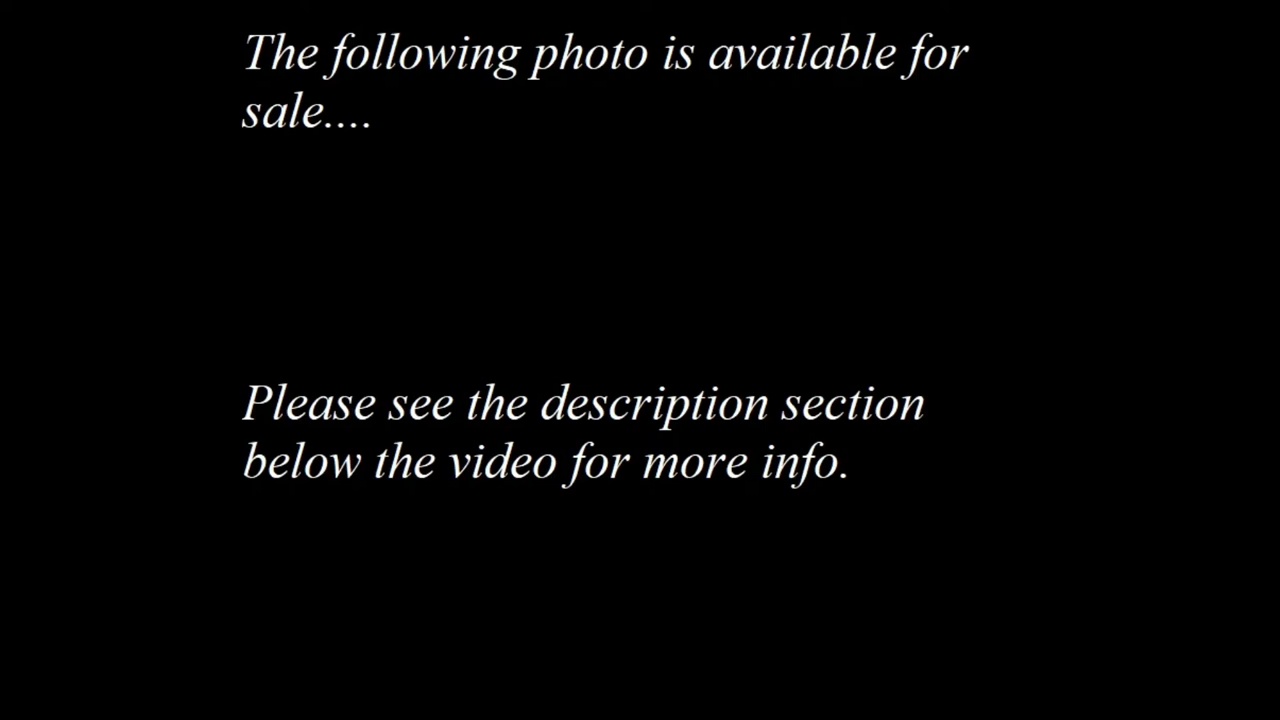 The following photo is available for
sale....
Please see the description section
below the video for more info.